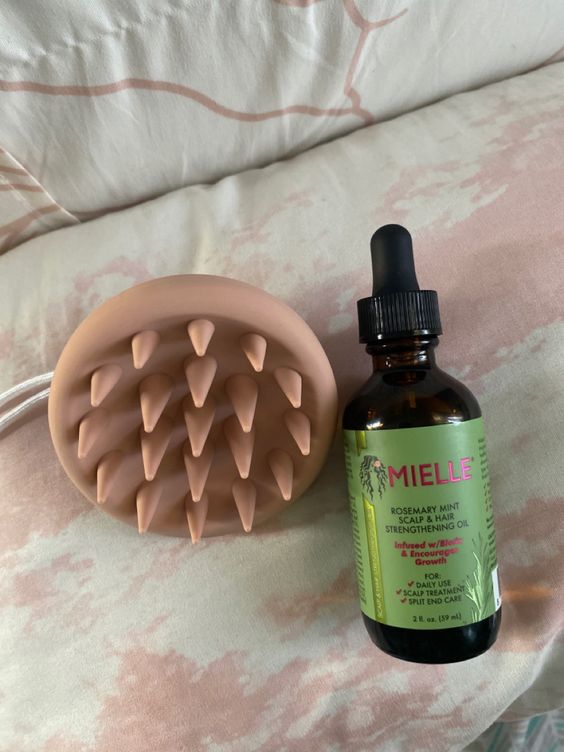 MIELLE
ROSEMARY MINT
SCALP & HAIR
STRENGTHENING OIL
Infused w/Biotin
& Encourages
Growth
FOR:
✓ DAILY USE
✓ SCALP TREATMENT
✓ SPLIT END CARE
2 fl. oz. (59 mL)